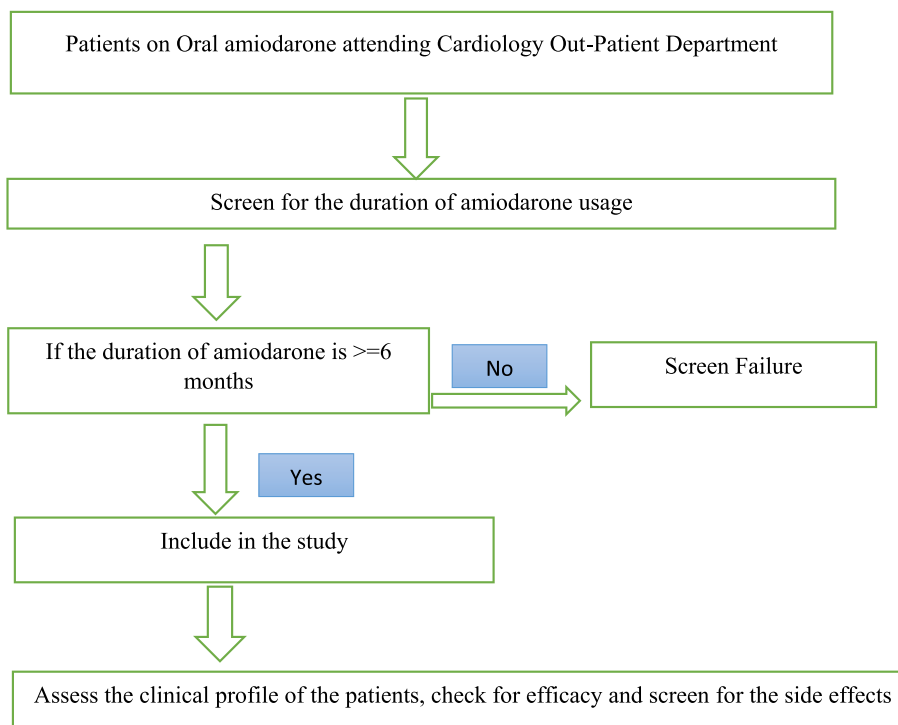 Patients on Oral amiodarone attending Cardiology Out-Patient Department
Screen for the duration of amiodarone usage
If the duration of amiodarone is >=6
months
No
Screen Failure
Yes
Include in the study
Assess the clinical profile of the patients, check for efficacy and screen for the side effects